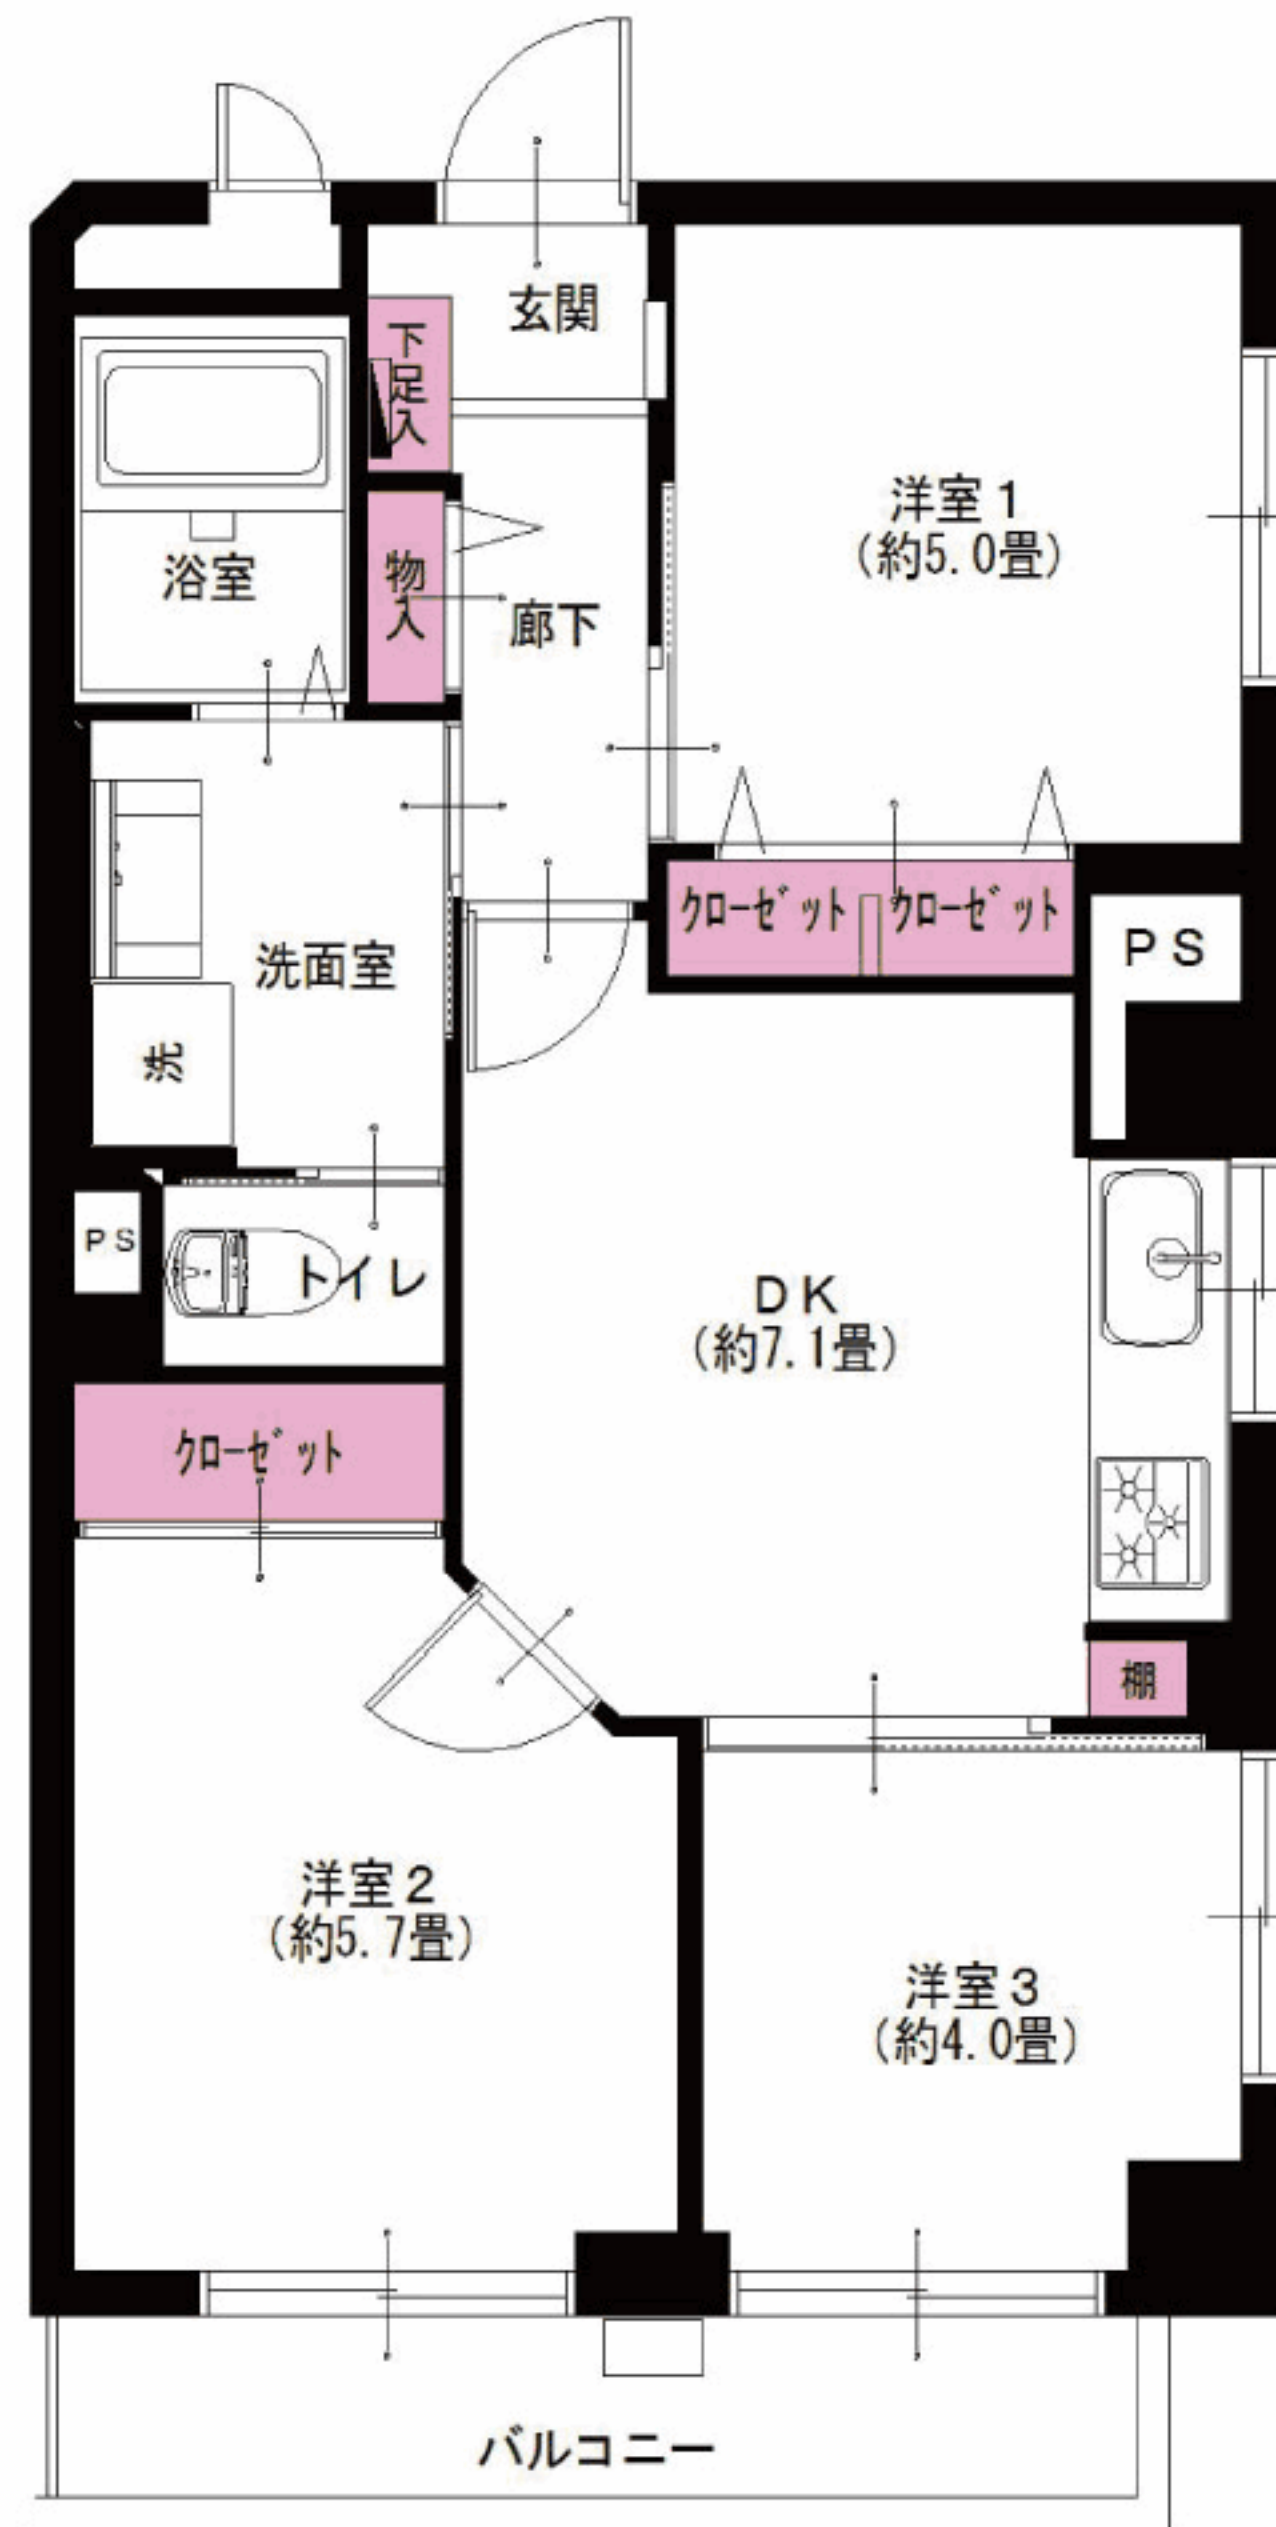 玄関
下足入
洋室1
(約5.0畳)
浴室
物入
廊下
クローゼット
クローゼット
PS
洗面室
洗
PS
トイレ
DK
(約7.1畳)
クローゼット
棚
洋室2
(約5.7畳)
洋室3
(約4.0畳)
バルコニー